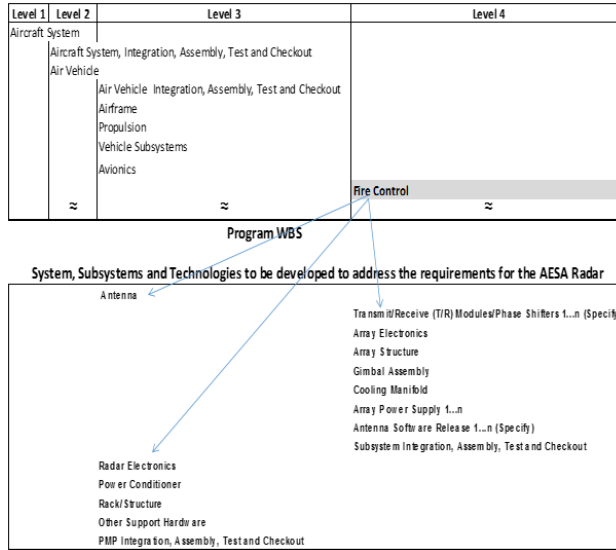 Level 1 Level 2 Level 3 Level 4
Aircraft System
Aircraft System, Integration, Assembly, Test and Checkout
Air Vehicle
Air Vehicle Integration, Assembly, Test and Checkout
Airframe
Propulsion
Vehicle Subsystems
Avionics
Fire Control
≈ ≈ ≈
Program WBS
System, Subsystems and Technologies to be developed to address the requirements for the AESA Radar
Antenna
Transmit/Receive (T/R) Modules/Phase Shifters 1...n (Specify
Array Electronics
Array Structure
Gimbal Assembly
Cooling Manifold
Array Power Supply 1...n
Antenna Software Release 1...n (Specify)
Subsystem Integration, Assembly, Test and Checkout
Radar Electronics
Power Conditioner
Rack/Structure
Other Support Hardware
PMP Integration, Assembly, Test and Checkout